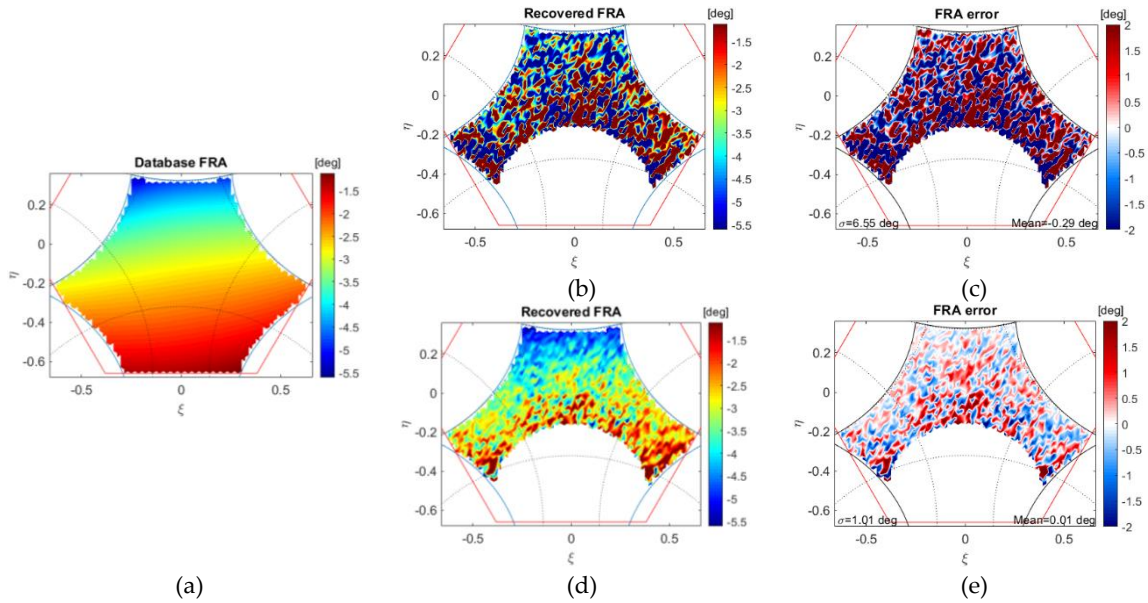 Database FRA
[deg]
-1.5
-2
-2.5
-3
-3.5
-4
-4.5
-5
-5.5
0.2
0
-0.2
-0.4
-0.6
η
-0.5
0
0.5
ξ
(a)
Recovered FRA
[deg]
-1.5
-2
-2.5
-3
-3.5
-4
-4.5
-5
-5.5
0.2
0
-0.2
-0.4
-0.6
η
-0.5
0
0.5
ξ
(b)
FRA error
[deg]
2
1.5
1
0.5
0
-0.5
-1
-1.5
-2
0.2
0
-0.2
-0.4
-0.6
η
σ=6.55 deg
Mean=-0.29 deg
-0.5
0
0.5
ξ
(c)
Recovered FRA
[deg]
-1.5
-2
-2.5
-3
-3.5
-4
-4.5
-5
-5.5
0.2
0
-0.2
-0.4
-0.6
η
-0.5
0
0.5
ξ
(d)
FRA error
[deg]
2
1.5
1
0.5
0
-0.5
-1
-1.5
-2
0.2
0
-0.2
-0.4
-0.6
η
σ=1.01 deg
Mean=0.01 deg
-0.5
0
0.5
ξ
(e)